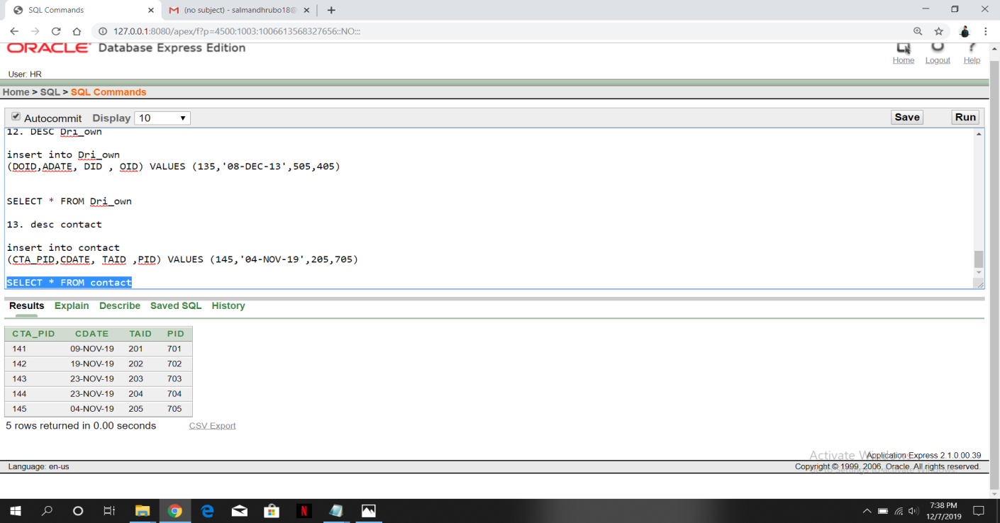 SQL Commands
(no subject) - salmandhrubo18@
127.0.0.1:8080/apex/f?p=4500:1003:1006613568327656::NO:::
ORACLE Database Express Edition
Home Logout Help
User: HR
Home > SQL > SQL Commands
Autocommit Display 10 Save Run
12. DESC Dri_own
insert into Dri_own
(DOID,ADATE, DID , OID) VALUES (135,'08-DEC-13',505,405)
SELECT * FROM Dri_own
13. desc contact
insert into contact
(CTA_PID,CDATE, TAID ,PID) VALUES (145,'04-NOV-19',205,705)
SELECT * FROM contact
Results Explain Describe Saved SQL History
CTA_PID CDATE TAID PID
141 09-NOV-19 201 701
142 19-NOV-19 202 702
143 23-NOV-19 203 703
144 23-NOV-19 204 704
145 04-NOV-19 205 705
5 rows returned in 0.00 seconds CSV Export
Activate Windows
Application Express 2.1.0.00.39
Language: en-us
Copyright © 1999, 2006, Oracle. All rights reserved.
Go to Settings to activate Windows.
7:38 PM
12/7/2019